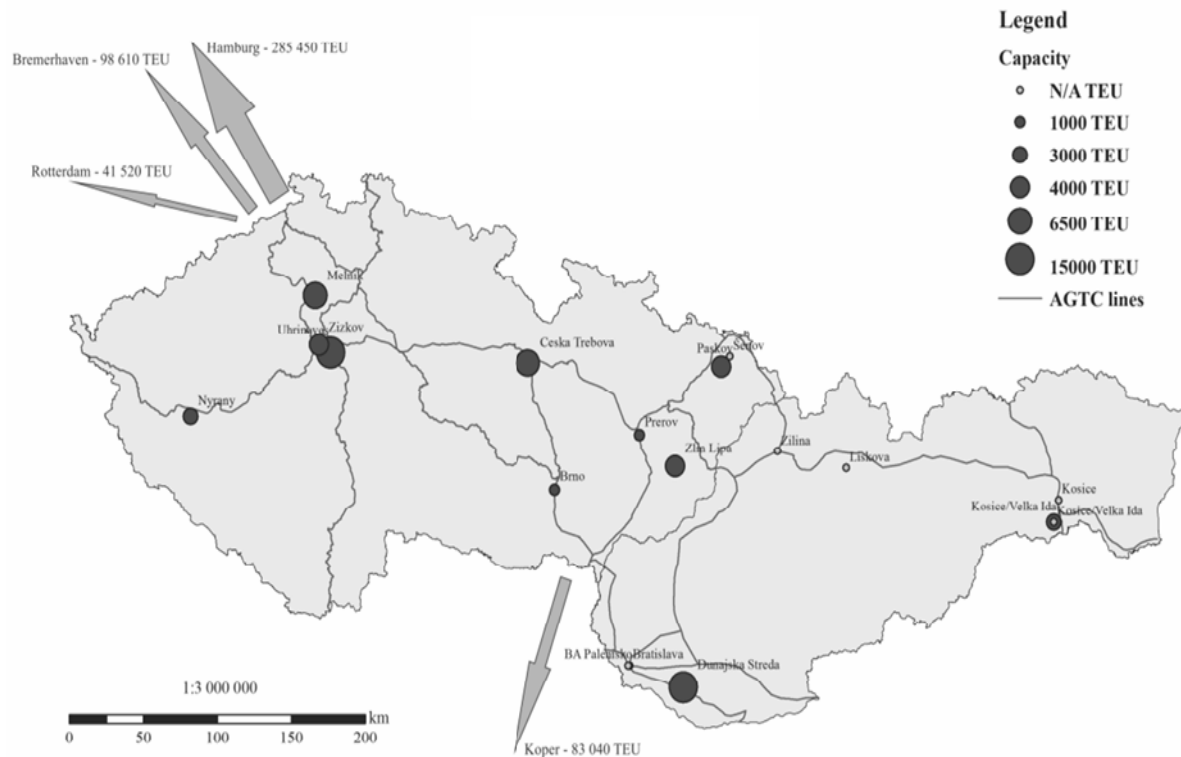 Hamburg - 285 450 TEU
Bremerhaven - 98 610 TEU
Rotterdam - 41 520 TEU
Legend
Capacity
N/A TEU
1000 TEU
3000 TEU
4000 TEU
6500 TEU
15000 TEU
AGTC lines
Melnik
Zizkov
Ceska Trebova
Paskov
Senov
Nyrany
Prerov
Zlin Lipa
Zilina
Liskova
Brno
Kosice
Kosice/Velka Ida
Kosice/Velka Ida
Bratislava
Dunajska Streda
1:3 000 000
km
0 50 100 150 200
Koper - 83 040 TEU